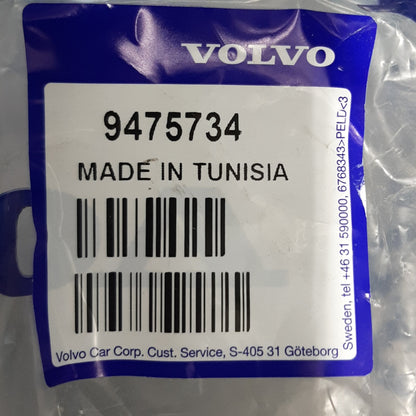 VOLVO
9475734
MADE IN TUNISIA
Volvo Car Corp. Cust. Service, S-405 31 Göteborg
Sweden, tel +46 31 590000, 6768343>PELD<3